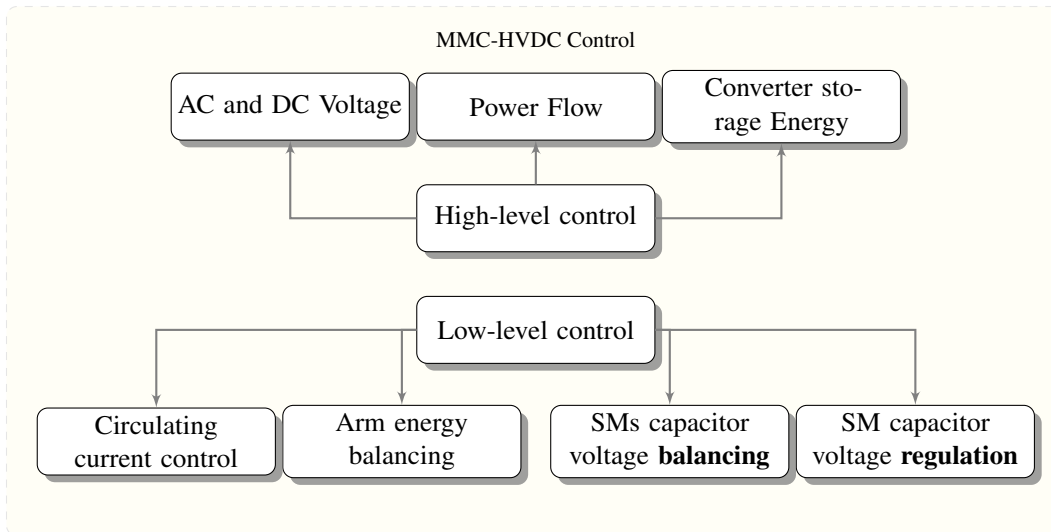 MMC-HVDC Control
AC and DC Voltage
Power Flow
Converter sto-
rage Energy
High-level control
Low-level control
Circulating
current control
Arm energy
balancing
SMs capacitor
voltage balancing
SM capacitor
voltage regulation